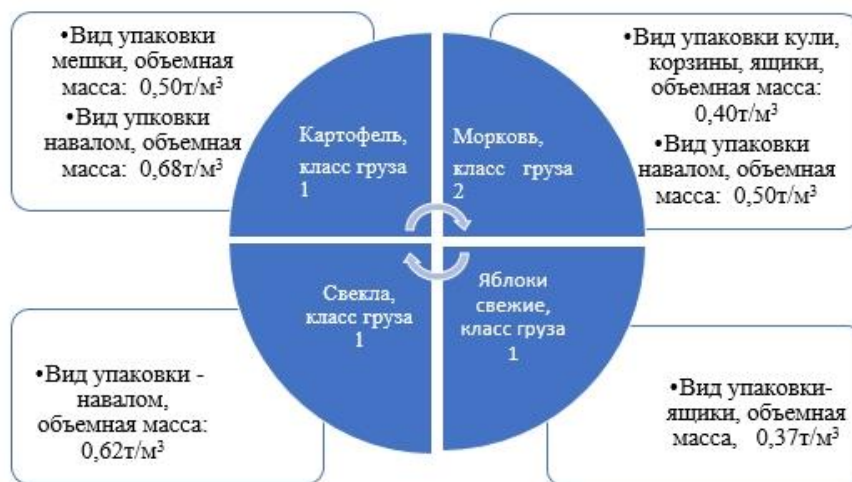 •Вид упаковки
мешки, объемная
масса: 0,50т/м³
•Вид упковки
навалом, объемная
масса: 0,68т/м³
Картофель,
класс груза
1
Морковь,
класс груза
2
•Вид упаковки кули,
корзины, ящики,
объемная масса:
0,40т/м³
•Вид упаковки
навалом, объемная
масса: 0,50т/м³
Свекла,
класс груза
1
Яблоки
свежие,
класс груза
1
•Вид упаковки -
навалом,
объемная масса:
0,62т/м³
•Вид упаковки-
ящики, объемная
масса, 0,37т/м³